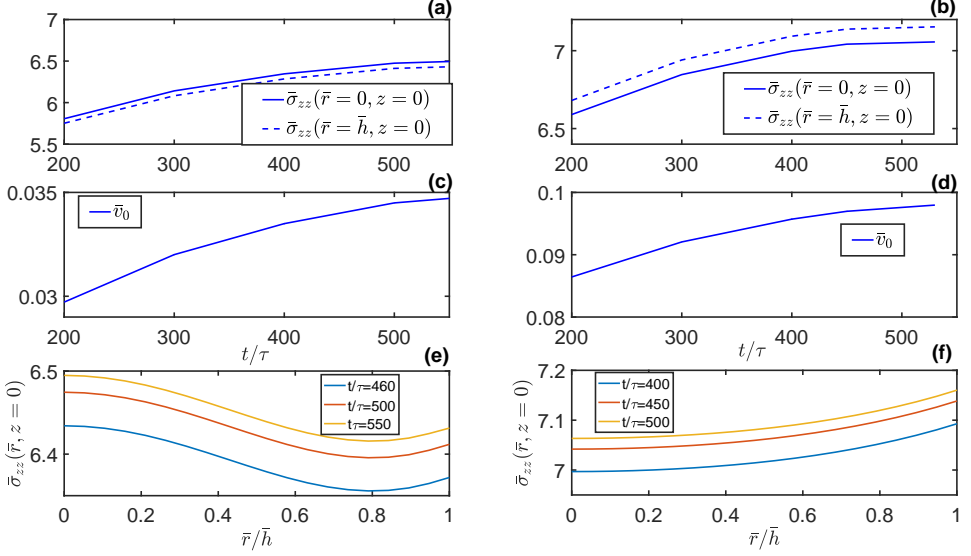 (a)
7
6.5
6
5.5
σ̄zz(r̄ = 0, z = 0)
σ̄zz(r̄ = h̄, z = 0)
200 300 400 500
(b)
7
6.5
σ̄zz(r̄ = 0, z = 0)
σ̄zz(r̄ = h̄, z = 0)
200 300 400 500
(c)
0.035
0.03
v̄0
200 300 400 500
t/τ
(d)
0.1
0.09
0.08
v̄0
200 300 400 500
t/τ
(e)
6.5
6.4
σ̄zz(r̄, z = 0)
t/τ=460
t/τ=500
tτ=550
0 0.2 0.4 0.6 0.8 1
r̄/h̄
(f)
7.2
7.1
7
σ̄zz(r̄, z = 0)
t/τ=400
t/τ=450
t/τ=500
0 0.2 0.4 0.6 0.8 1
r̄/h̄